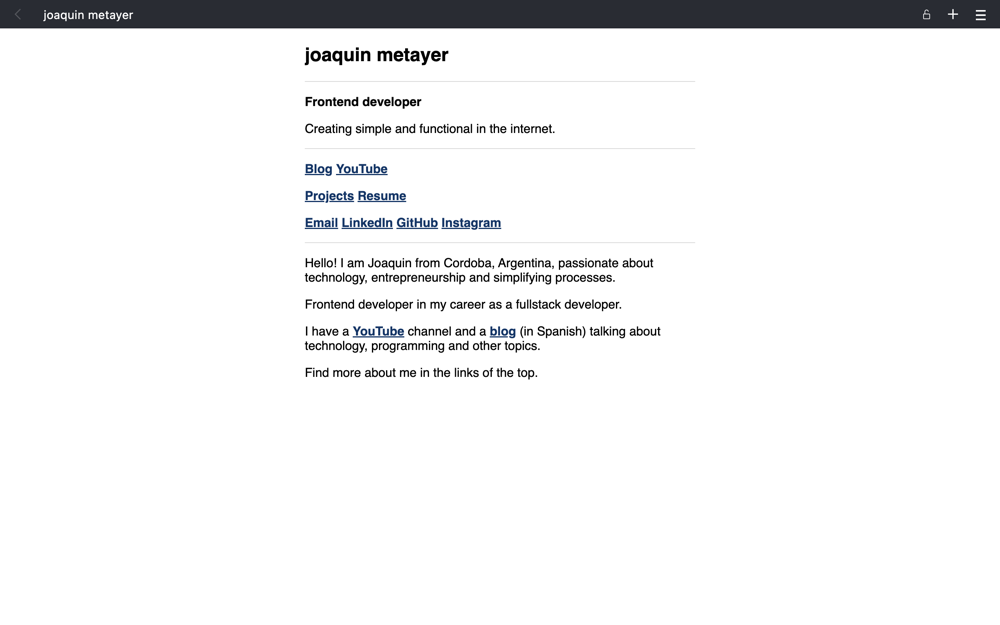 joaquin metayer
joaquin metayer
Frontend developer
Creating simple and functional in the internet.
Blog YouTube
Projects Resume
Email LinkedIn GitHub Instagram
Hello! I am Joaquin from Cordoba, Argentina, passionate about
technology, entrepreneurship and simplifying processes.
Frontend developer in my career as a fullstack developer.
I have a YouTube channel and a blog (in Spanish) talking about
technology, programming and other topics.
Find more about me in the links of the top.